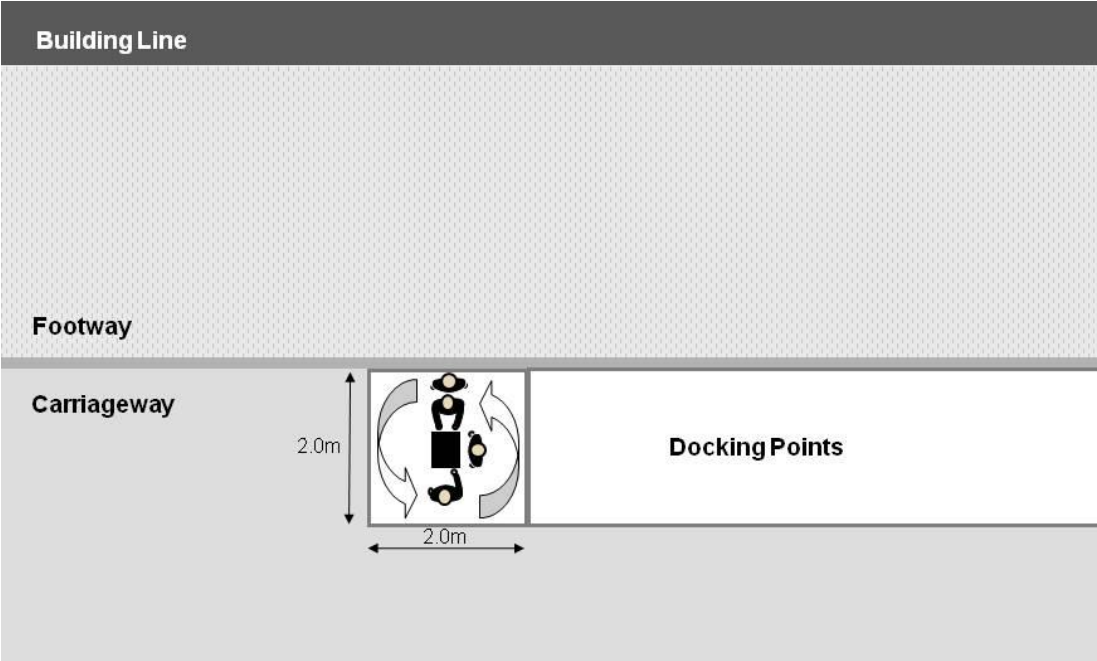 Building Line
Footway
Carriageway
2.0m
Docking Points
2.0m